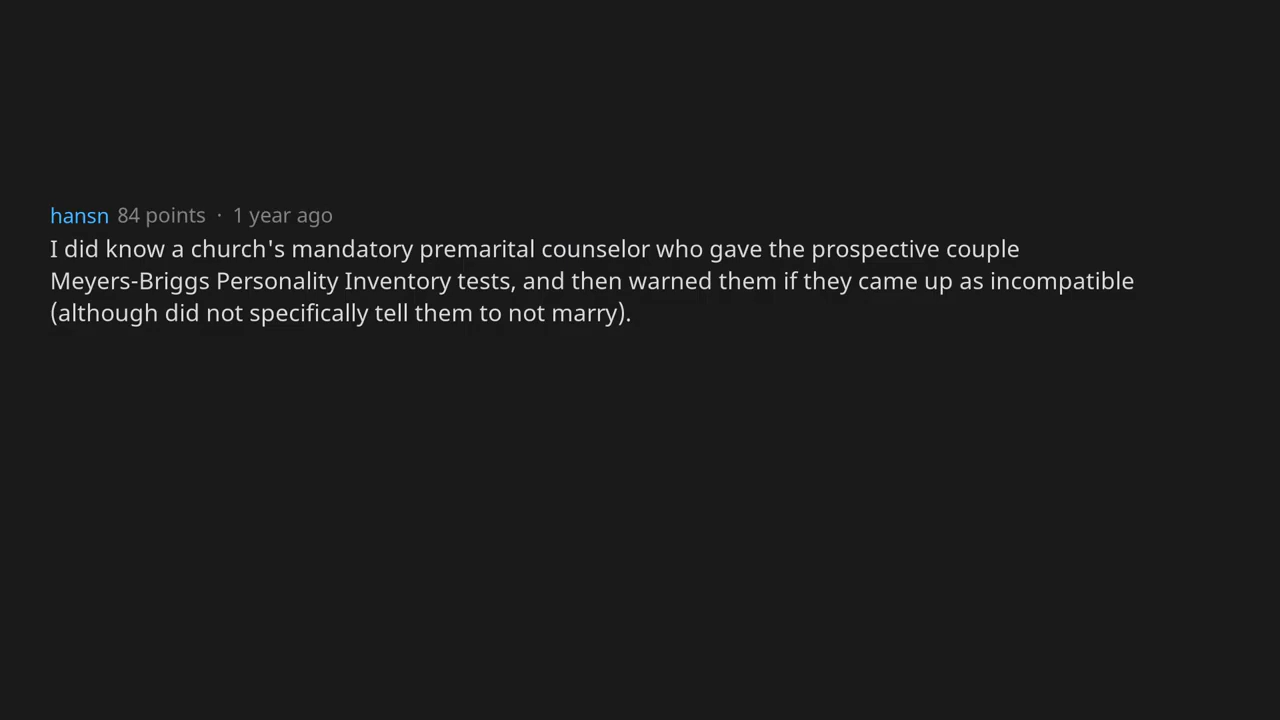 hansn 84 points · 1 year ago
I did know a church's mandatory premarital counselor who gave the prospective couple
Meyers-Briggs Personality Inventory tests, and then warned them if they came up as incompatible
(although did not specifically tell them to not marry).